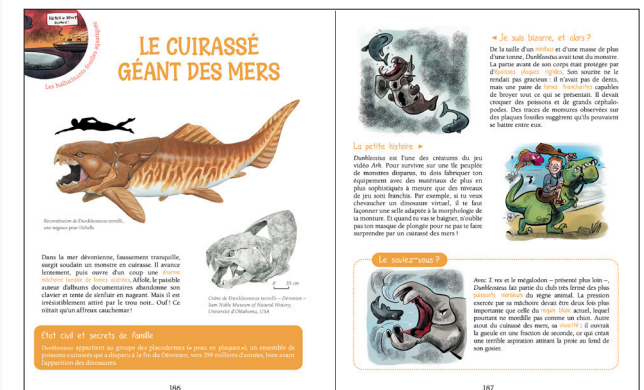 Les hallucinants fossiles aquatiques
LE CUIRASSÉ
GÉANT DES MERS
Reconstitution de Dunkleosteus terrelli,
une nageuse pour l'échelle
Dans la mer dévonienne, faussement tranquille,
surgit soudain un monstre en cuirasse. Il avance
lentement, puis ouvre d'un coup une énorme
mâchoire bordée de lames outrées. Affolé, le paisible
auteur d'albums documentaires abandonne son
clavier et tente de s'enfuir en nageant. Mais il est
irrésistiblement attiré par le trou noir... Ouf ! Ce
n'était qu'un affreux cauchemar !
10 cm
Crâne de Dunkleosteus terrelli – Dévonien –
Sam Noble Museum of Natural History,
Université d'Oklahoma, USA
État civil et secrets de famille
Dunkleosteus appartient au groupe des placodermes (« peau en plaques »), un ensemble de
poissons cuirassés qui a disparu à la fin du Dévonien, vers 359 millions d'années, bien avant
l'apparition des dinosaures.
186
◄ Je suis bizarre, et alors ?
De la taille d'un minibus et d'une masse de plus
d'une tonne, Dunkleosteus avait tout du monstre.
La partie avant de son corps était protégée par
d'épaisses plaques rigides. Son sourire ne le
rendait pas gracieux : il n'avait pas de dents,
mais une paire de lames tranchantes capables
de broyer tout ce qui se présentait. Il devait
croquer des poissons et de grands céphalo-
podes. Des traces de morsures observées sur
des plaques fossiles suggèrent qu'ils pouvaient
se battre entre eux.
La petite histoire ►
Dunkleosteus est l'une des créatures du jeu
vidéo Ark. Pour survivre sur une île peuplée
de monstres disparus, tu dois fabriquer ton
équipement avec des matériaux de plus en
plus sophistiqués à mesure que des niveaux
de jeu sont franchis. Par exemple, si tu veux
chevaucher un dinosaure virtuel, il te faut
façonner une selle adaptée à la morphologie de
ta monture. Et quand tu vas te baigner, n'oublie
pas ton masque de plongée pour ne pas te faire
surprendre par un cuirassé des mers !
Le saviez-vous ?
Avec T. rex et le mégalodon – présenté plus loin –,
Dunkleosteus fait partie du club très fermé des plus
puissants mordeurs du règne animal. La pression
exercée par sa mâchoire devait être deux fois plus
importante que celle du requin blanc actuel, lequel
pourtant ne mordille pas comme un chiot. Autre
atout du cuirassé des mers, sa vivacité : il ouvrait
la gueule en une fraction de seconde, ce qui créait
une terrible aspiration attirant la proie au fond de
son gosier.
187